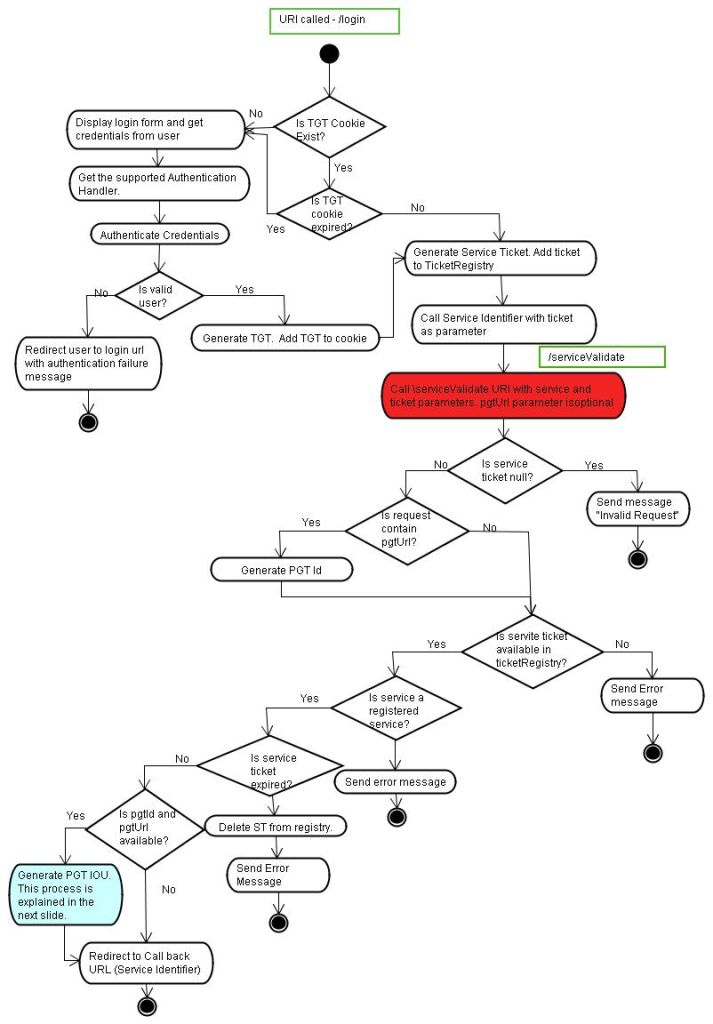 URI called - /login
No
Display login form and get
credentials from user
Is TGT Cookie
Exist?
Yes
Get the supported Authentication
Handler.
Is TGT
cookie
expired?
Yes
No
Authenticate Credentials
Generate Service Ticket. Add ticket
to TicketRegistry
Is valid
user?
No
Yes
Generate TGT.  Add TGT to cookie
Call Service Identifier with ticket
as parameter
Redirect user to login url
with authentication failure
message
/serviceValidate
Call \serviceValidate URI with service and
ticket parameters. pgtUrl parameter isoptional
Is service
ticket null?
No
Yes
Send message
"Invalid Request"
Is request
contain
pgtUrl?
Yes
No
Generate PGT Id
Is servite ticket
available in
ticketRegistry?
Yes
No
Send Error
message
Is service a
registered
service?
Yes
Is service
ticket
expired?
No
Send error message
Is pgtId and
pgtUrl
available?
Yes
Delete ST from registry.
Generate PGT IOU.
This process is
explained in the
next slide.
No
Send Error
Message
Redirect to Call back
URL (Service Identifier)